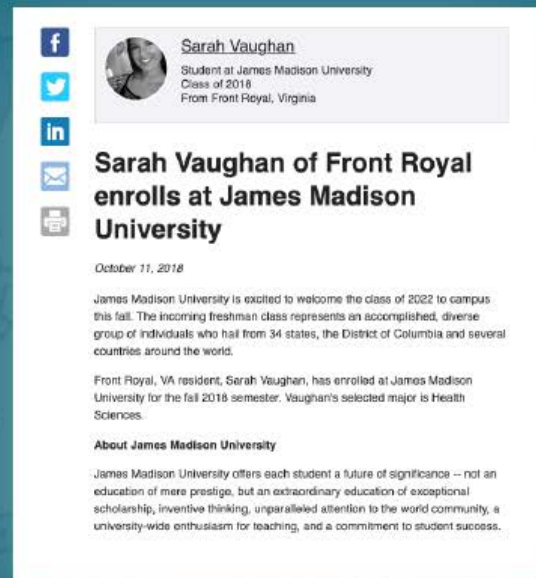 f
in
Sarah Vaughan
Student at James Madison University
Class of 2018
From Front Royal, Virginia
Sarah Vaughan of Front Royal
enrolls at James Madison
University
October 11, 2018
James Madison University is excited to welcome the class of 2022 to campus
this fall. The incoming freshman class represents an accomplished, diverse
group of individuals who hail from 34 states, the District of Columbia and several
countries around the world.
Front Royal, VA resident, Sarah Vaughan, has enrolled at James Madison
University for the fall 2018 semester. Vaughan's selected major is Health
Sciences.
About James Madison University
James Madison University offers each student a future of significance -- not an
education of mere prestige, but an extraordinary education of exceptional
scholarship, inventive thinking, unparalleled attention to the world community, a
university-wide enthusiasm for teaching, and a commitment to student success.